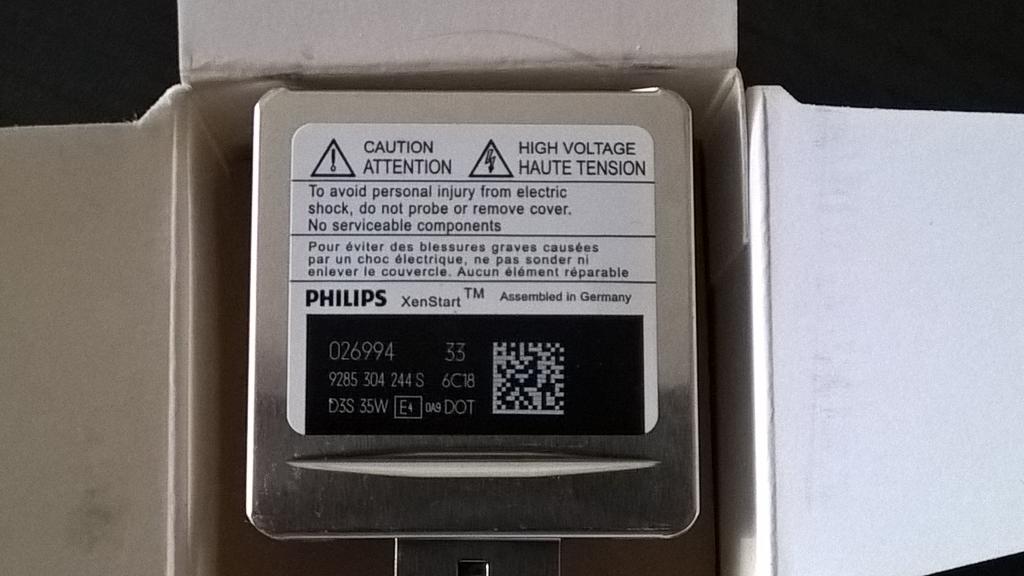 CAUTION
ATTENTION
HIGH VOLTAGE
HAUTE TENSION
To avoid personal injury from electric
shock, do not probe or remove cover.
No serviceable components
Pour éviter des blessures graves causées
par un choc électrique, ne pas sonder ni
enlever le couvercle. Aucun élément réparable
PHILIPS XenStart™ Assembled in Germany
026994 33
9285 304 244 S 6C18
D3S 35W E4 0A9 DOT